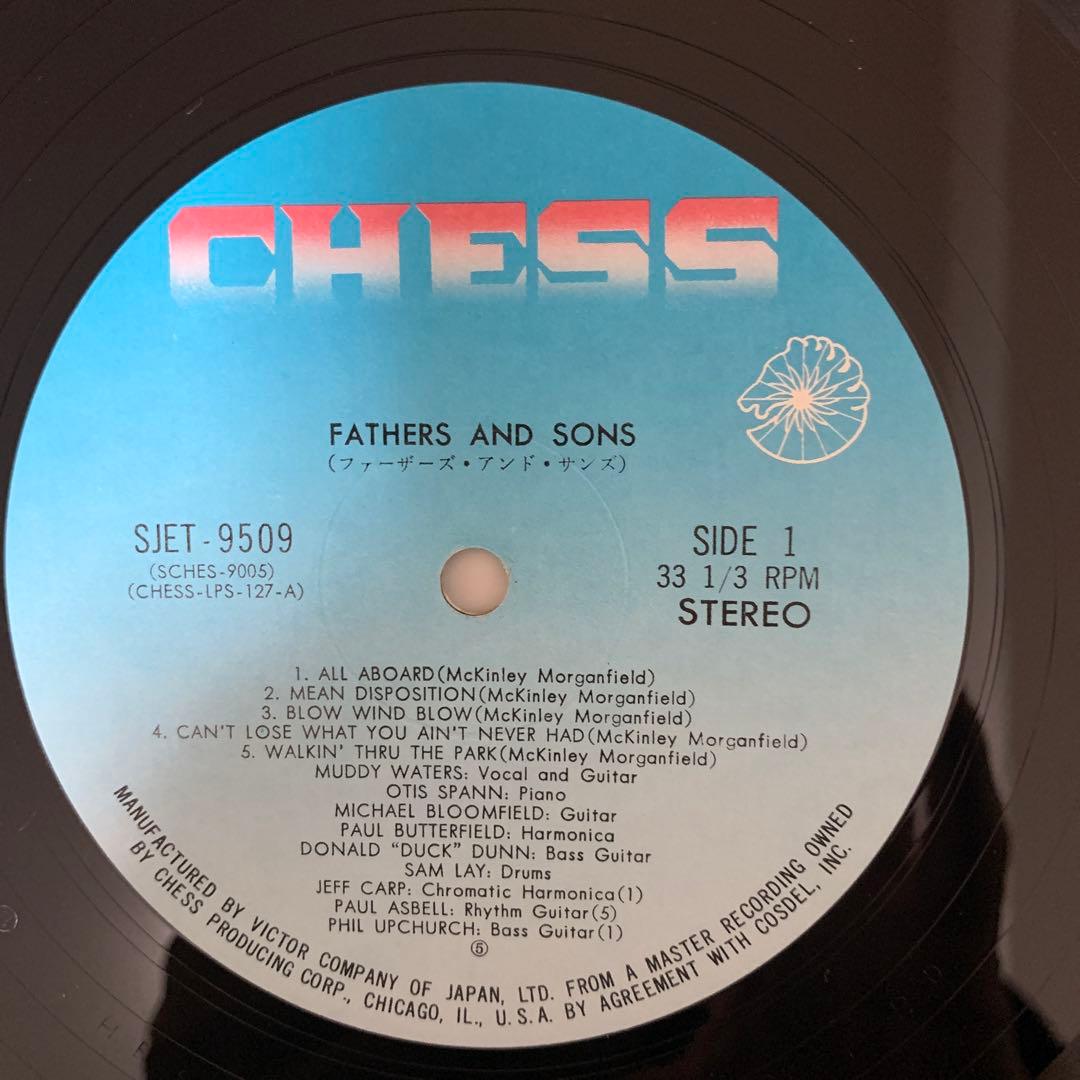 CHESS
FATHERS AND SONS
(ファーザーズ・アンド・サンズ)
SJET-9509
(SCHES-9005)
(CHESS-LPS-127-A)
SIDE 1
33 1/3 RPM
STEREO
1. ALL ABOARD(McKinley Morganfield)
2. MEAN DISPOSITION(McKinley Morganfield)
3. BLOW WIND BLOW(McKinley Morganfield)
4. CAN'T LOSE WHAT YOU AIN'T NEVER HAD(McKinley Morganfield)
5. WALKIN' THRU THE PARK(McKinley Morganfield)
MUDDY WATERS: Vocal and Guitar
OTIS SPANN: Piano
MICHAEL BLOOMFIELD: Guitar
PAUL BUTTERFIELD: Harmonica
DONALD “DUCK” DUNN: Bass Guitar
SAM LAY: Drums
JEFF CARP: Chromatic Harmonica(1)
PAUL ASBELL: Rhythm Guitar(5)
PHIL UPCHURCH: Bass Guitar(1)
⑤
MANUFACTURED BY VICTOR COMPANY OF JAPAN, LTD. FROM A MASTER RECORDING OWNED
BY CHESS PRODUCING CORP., CHICAGO, IL., U.S.A. BY AGREEMENT WITH COSDEL, INC.